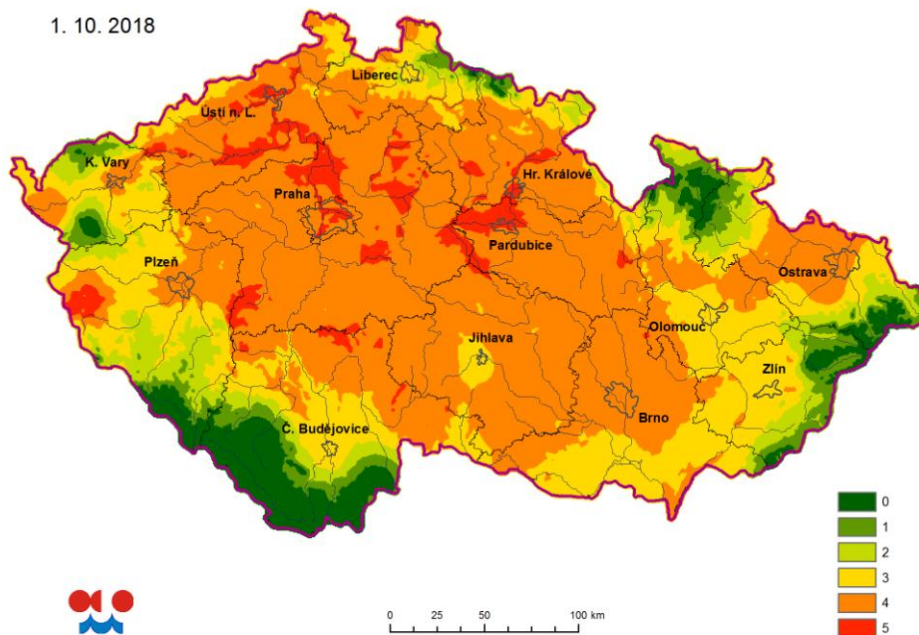 1. 10. 2018
Liberec
Ústí n. L.
K. Vary
Hr. Králové
Praha
Pardubice
Plzeň
Ostrava
Olomouc
Jihlava
Zlín
Brno
Č. Budějovice
0
1
2
3
4
5
0 25 50 100 km